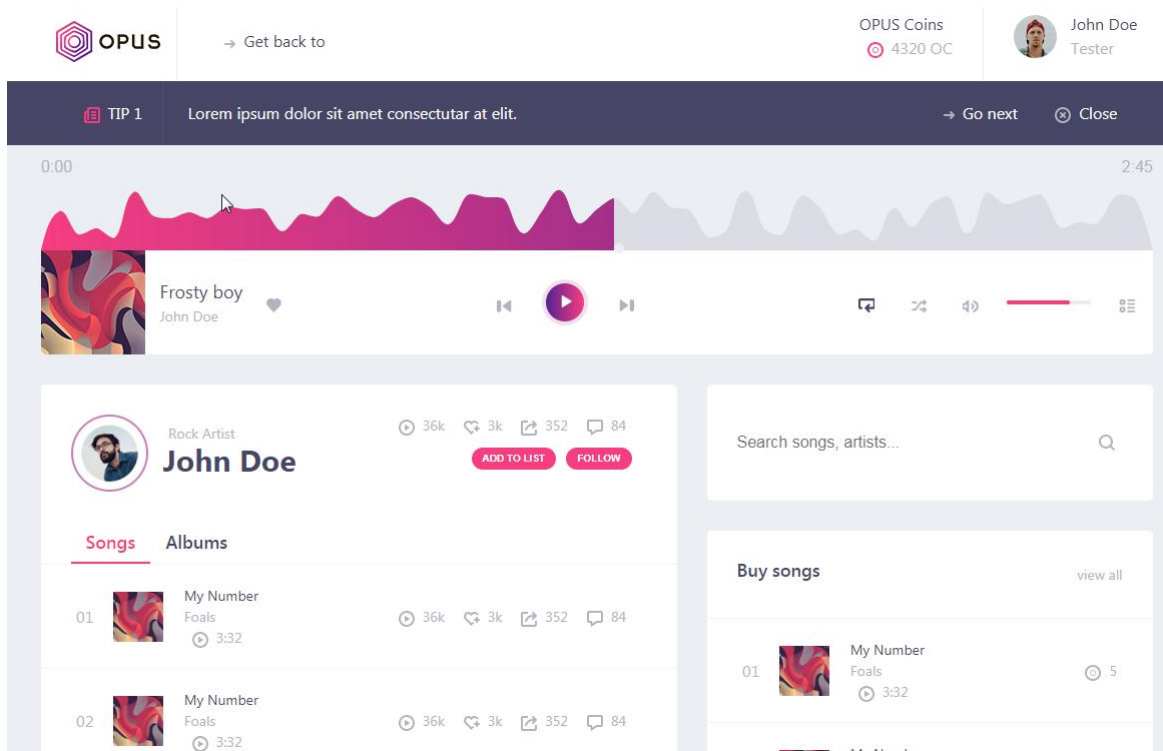 OPUS
Get back to
OPUS Coins
4320 OC
John Doe
Tester
TIP 1
Lorem ipsum dolor sit amet consectutar at elit.
Go next
Close
0:00
2:45
Frosty boy
John Doe
Rock Artist
John Doe
36k 3k 352 84
ADD TO LIST FOLLOW
Search songs, artists...
Songs Albums
01
My Number
Foals
3:32
36k 3k 352 84
02
My Number
Foals
3:32
36k 3k 352 84
Buy songs
view all
01
My Number
Foals
3:32
5